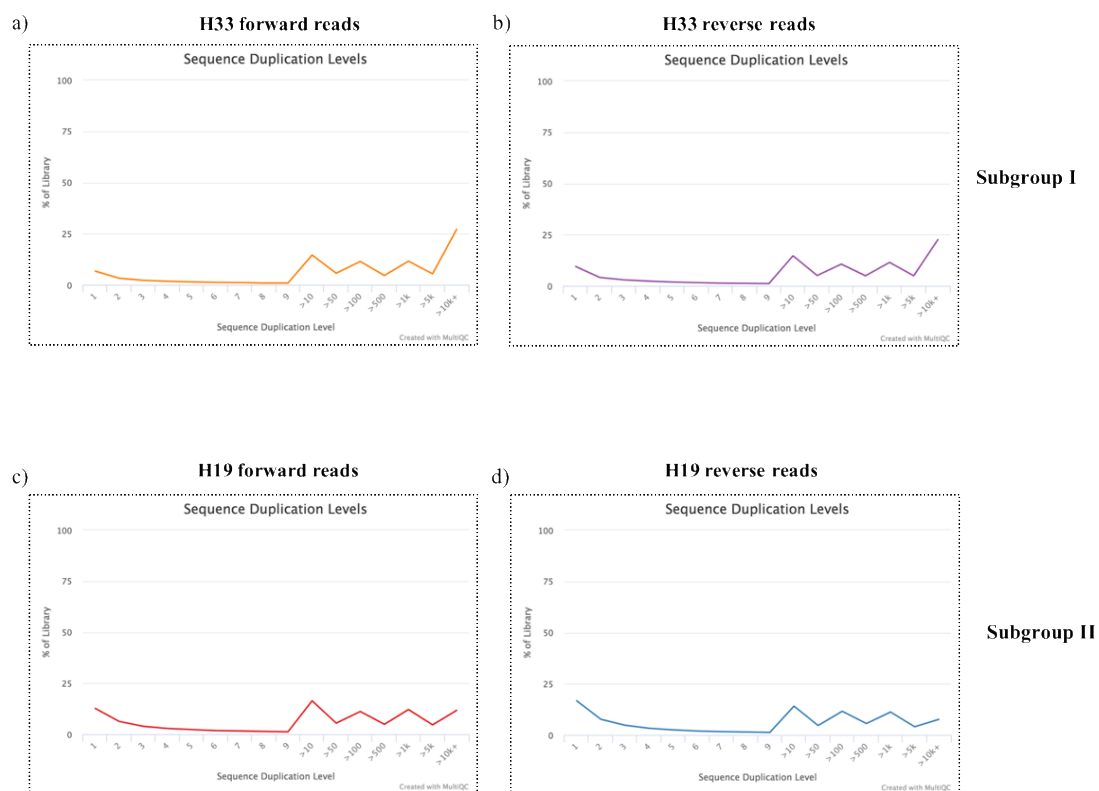 a)
H33 forward reads
Sequence Duplication Levels
100
75
50
25
0
% of Library
1 2 3 4 5 6 7 8 9 >10 >50 >100 >500 >1k >5k >10k+
Sequence Duplication Level
Created with MultiQC
b)
H33 reverse reads
Sequence Duplication Levels
100
75
50
25
0
% of Library
1 2 3 4 5 6 7 8 9 >10 >50 >100 >500 >1k >5k >10k+
Sequence Duplication Level
Created with MultiQC
Subgroup I
c)
H19 forward reads
Sequence Duplication Levels
100
75
50
25
0
% of Library
1 2 3 4 5 6 7 8 9 >10 >50 >100 >500 >1k >5k >10k+
Sequence Duplication Level
Created with MultiQC
d)
H19 reverse reads
Sequence Duplication Levels
100
75
50
25
0
% of Library
1 2 3 4 5 6 7 8 9 >10 >50 >100 >500 >1k >5k >10k+
Sequence Duplication Level
Created with MultiQC
Subgroup II